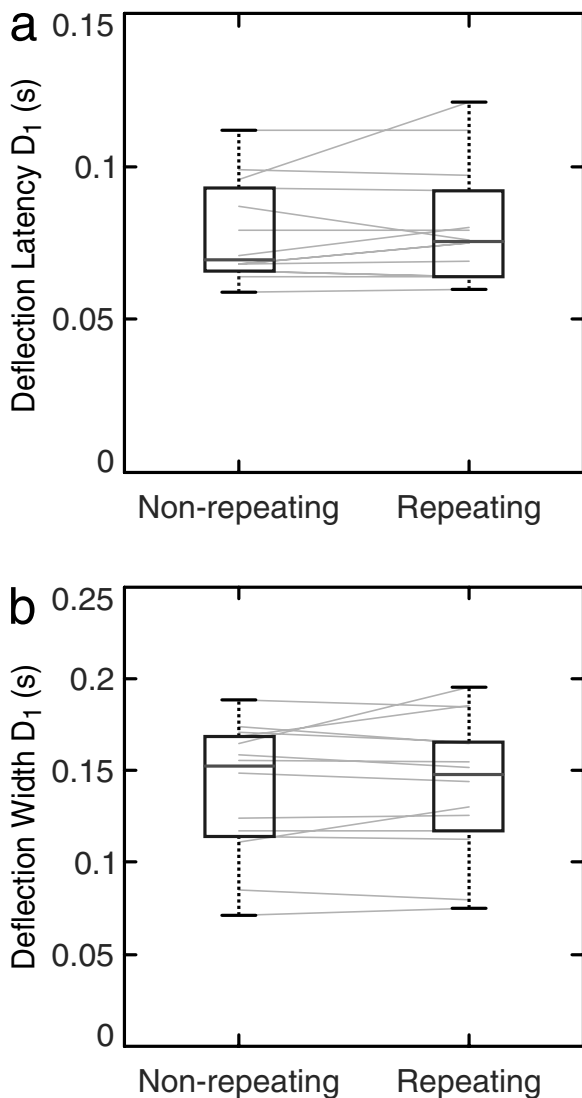 a
Deflection Latency D1 (s)
0.15
0.1
0.05
0
Non-repeating Repeating
b
Deflection Width D1 (s)
0.25
0.2
0.15
0.1
0.05
0
Non-repeating Repeating